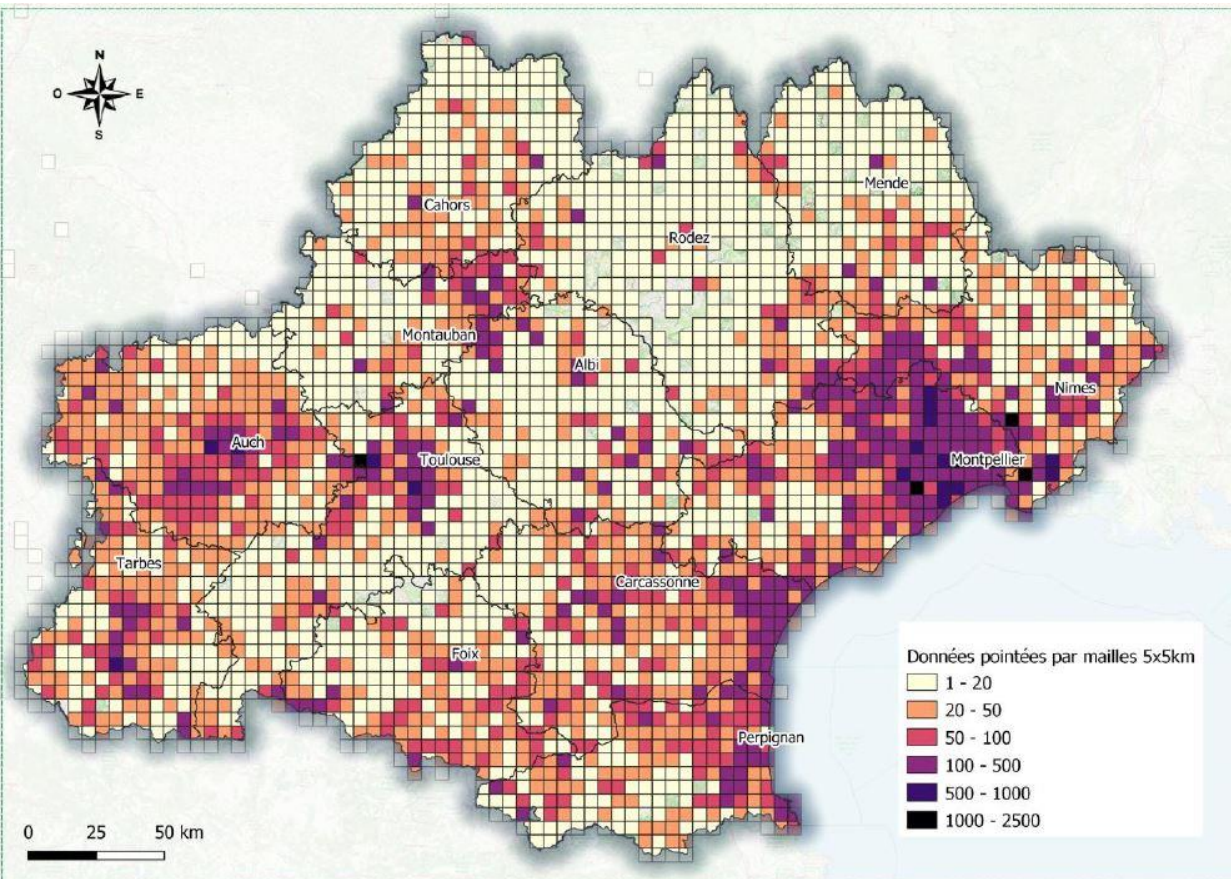 N
O
E
S
Mende
Cahors
Rodez
Montauban
Albi
Nîmes
Auch
Toulouse
Montpellier
Tarbes
Carcassonne
Foix
Perpignan
Données pointées par mailles 5x5km
1 - 20
20 - 50
50 - 100
100 - 500
500 - 1000
1000 - 2500
0 25 50 km